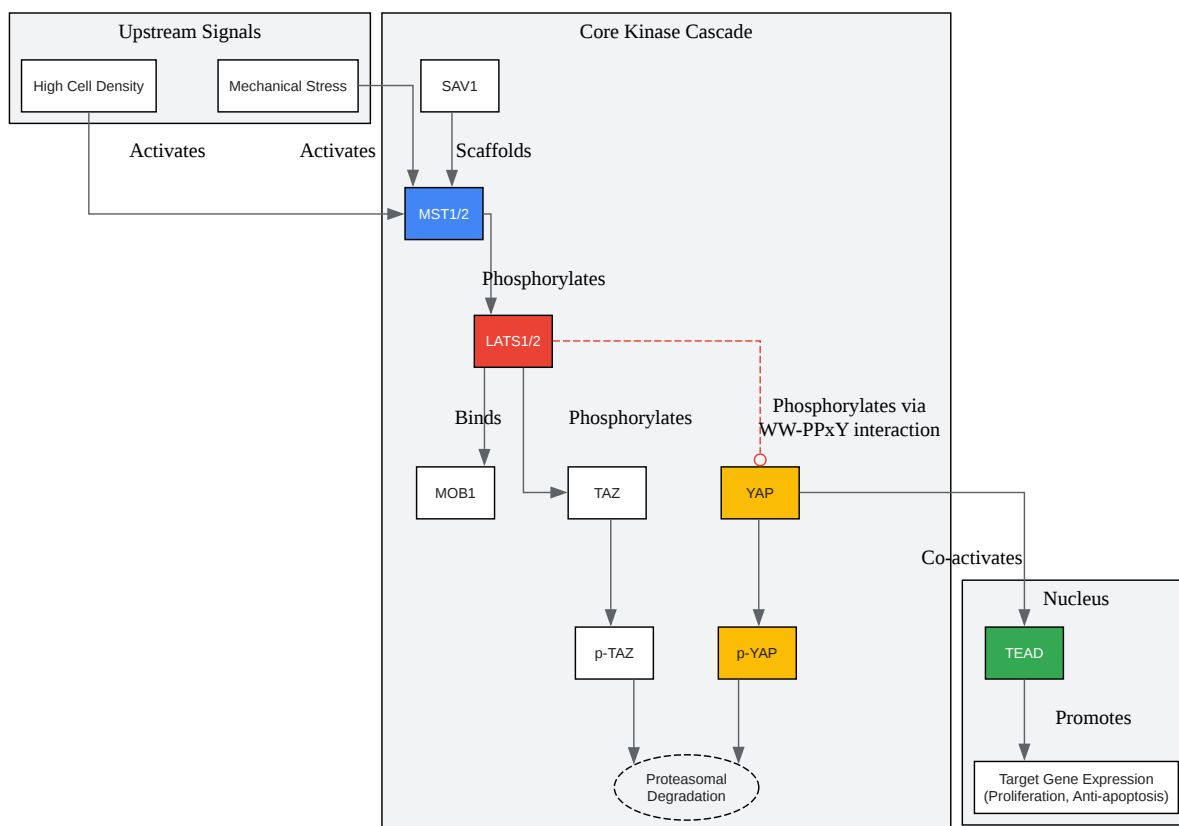 Upstream Signals
Core Kinase Cascade
High Cell Density
Mechanical Stress
SAV1
Activates
Activates
Scaffolds
MST1/2
Phosphorylates
LATS1/2
Binds
Phosphorylates
Phosphorylates via
WW-PPxY interaction
MOB1
TAZ
YAP
Co-activates
Nucleus
p-TAZ
p-YAP
TEAD
Promotes
Proteasomal
Degradation
Target Gene Expression
(Proliferation, Anti-apoptosis)